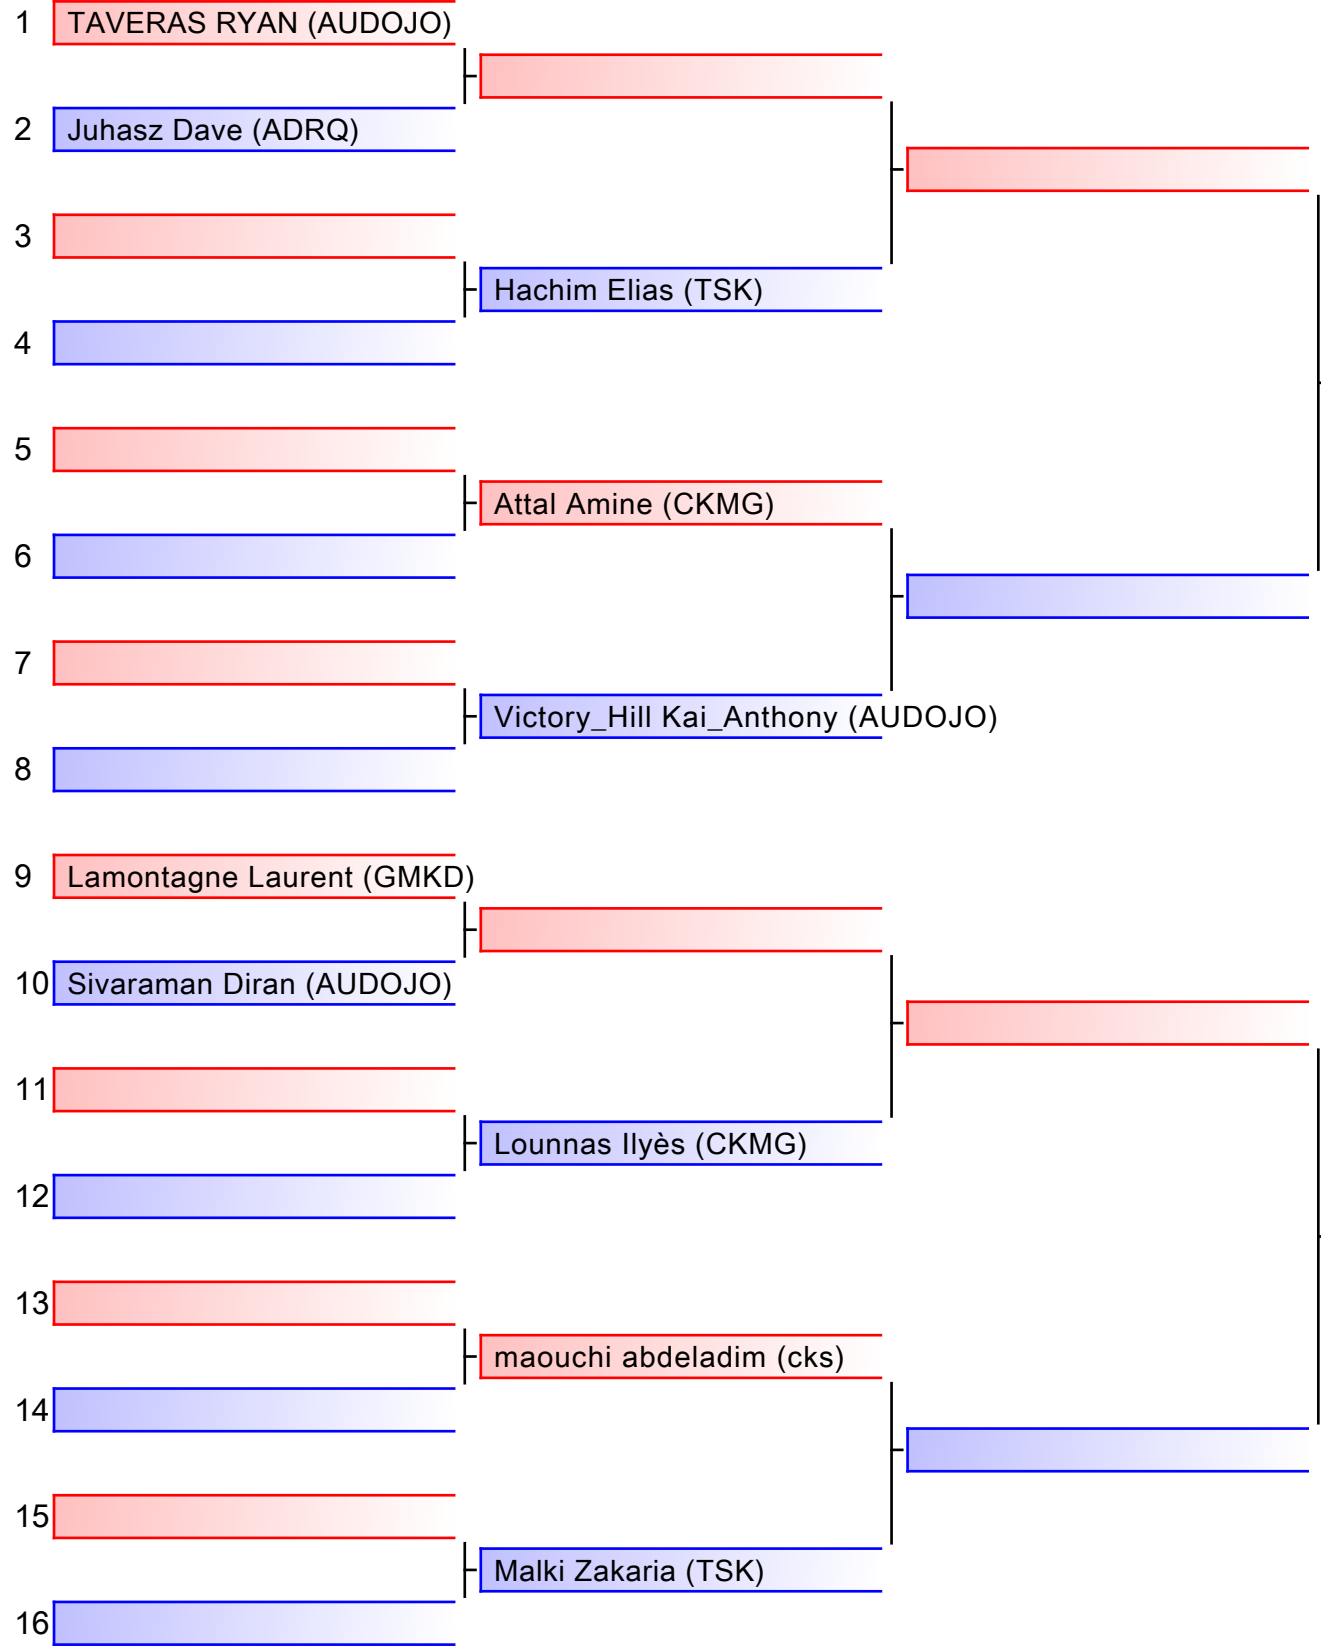 1 TAVERAS RYAN (AUDOJO)
2 Juhasz Dave (ADRQ)
3
Hachim Elias (TSK)
4
5
Attal Amine (CKMG)
6
7
Victory_Hill Kai_Anthony (AUDOJO)
8
9 Lamontagne Laurent (GMKD)
10 Sivaraman Diran (AUDOJO)
11
Lounnas Ilyès (CKMG)
12
13
maouchi abdeladim (cks)
14
15
Malki Zakaria (TSK)
16